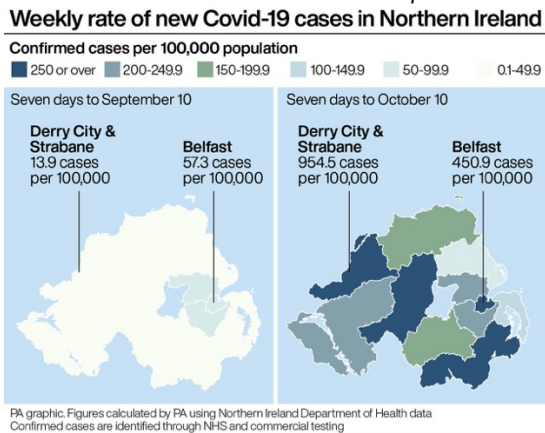 Weekly rate of new Covid-19 cases in Northern Ireland
Confirmed cases per 100,000 population
250 or over 200-249.9 150-199.9 100-149.9 50-99.9 0.1-49.9
Seven days to September 10
Derry City &
Strabane
13.9 cases
per 100,000
Belfast
57.3 cases
per 100,000
Seven days to October 10
Derry City &
Strabane
954.5 cases
per 100,000
Belfast
450.9 cases
per 100,000
PA graphic. Figures calculated by PA using Northern Ireland Department of Health data
Confirmed cases are identified through NHS and commercial testing